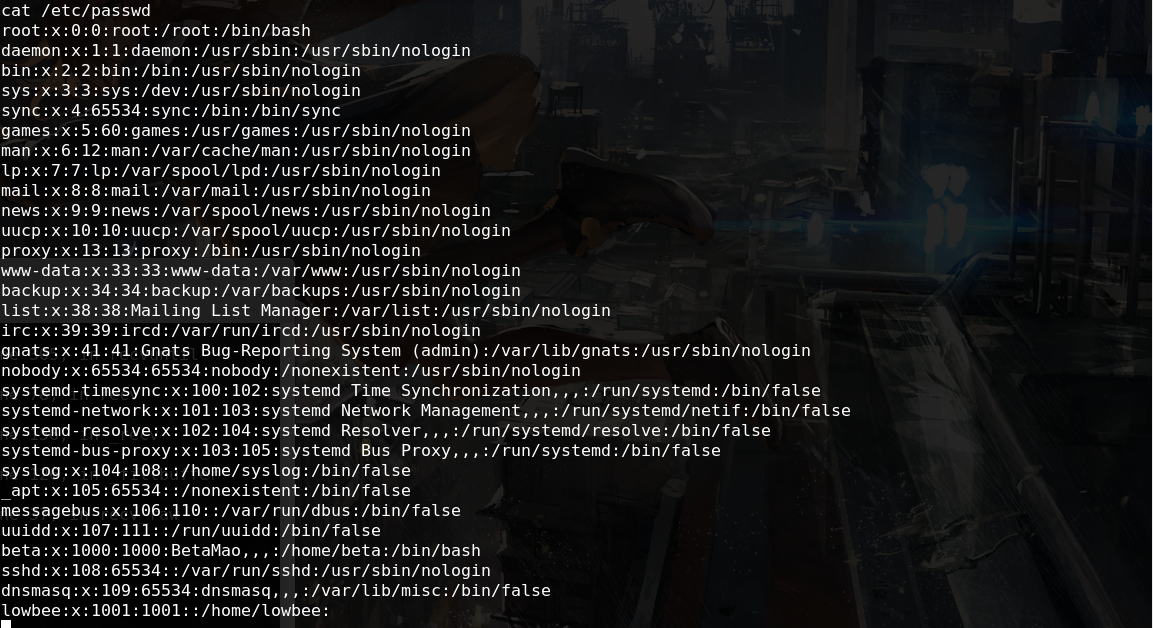 cat /etc/passwd
root:x:0:0:root:/root:/bin/bash
daemon:x:1:1:daemon:/usr/sbin:/usr/sbin/nologin
bin:x:2:2:bin:/bin:/usr/sbin/nologin
sys:x:3:3:sys:/dev:/usr/sbin/nologin
sync:x:4:65534:sync:/bin:/bin/sync
games:x:5:60:games:/usr/games:/usr/sbin/nologin
man:x:6:12:man:/var/cache/man:/usr/sbin/nologin
lp:x:7:7:lp:/var/spool/lpd:/usr/sbin/nologin
mail:x:8:8:mail:/var/mail:/usr/sbin/nologin
news:x:9:9:news:/var/spool/news:/usr/sbin/nologin
uucp:x:10:10:uucp:/var/spool/uucp:/usr/sbin/nologin
proxy:x:13:13:proxy:/bin:/usr/sbin/nologin
www-data:x:33:33:www-data:/var/www:/usr/sbin/nologin
backup:x:34:34:backup:/var/backups:/usr/sbin/nologin
list:x:38:38:Mailing List Manager:/var/list:/usr/sbin/nologin
irc:x:39:39:ircd:/var/run/ircd:/usr/sbin/nologin
gnats:x:41:41:Gnats Bug-Reporting System (admin):/var/lib/gnats:/usr/sbin/nologin
nobody:x:65534:65534:nobody:/nonexistent:/usr/sbin/nologin
systemd-timesync:x:100:102:systemd Time Synchronization,,,:/run/systemd:/bin/false
systemd-network:x:101:103:systemd Network Management,,,:/run/systemd/netif:/bin/false
systemd-resolve:x:102:104:systemd Resolver,,,:/run/systemd/resolve:/bin/false
systemd-bus-proxy:x:103:105:systemd Bus Proxy,,,:/run/systemd:/bin/false
syslog:x:104:108::/home/syslog:/bin/false
_apt:x:105:65534::/nonexistent:/bin/false
messagebus:x:106:110::/var/run/dbus:/bin/false
uuidd:x:107:111::/run/uuidd:/bin/false
beta:x:1000:1000:BetaMao,,,:/home/beta:/bin/bash
sshd:x:108:65534::/var/run/sshd:/usr/sbin/nologin
dnsmasq:x:109:65534:dnsmasq,,,:/var/lib/misc:/bin/false
lowbee:x:1001:1001::/home/lowbee: